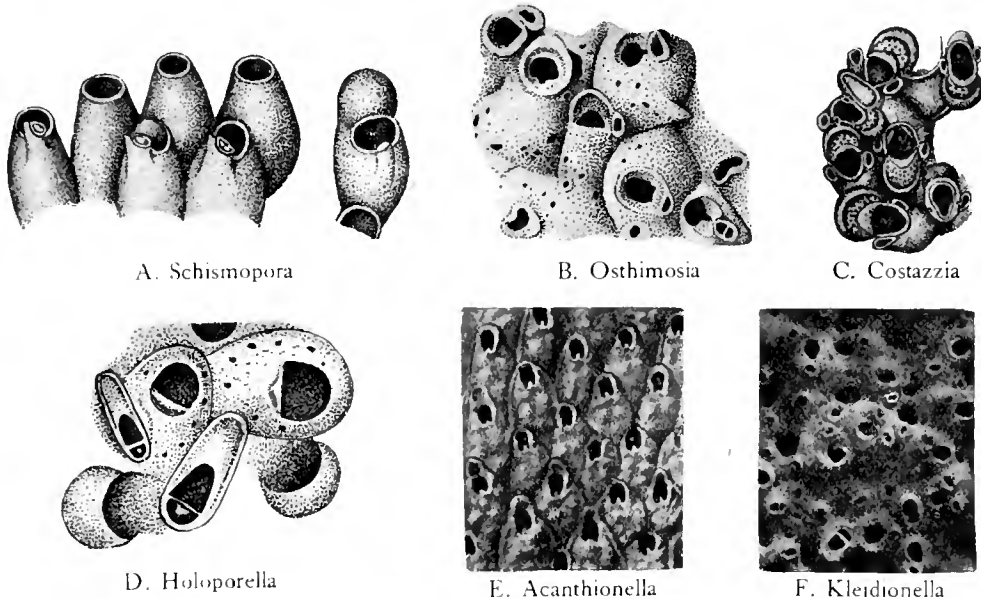 A. Schismopora
B. Osthimosia
C. Costazzia
D. Holoporella
E. Acanthionella
F. Kleidionella